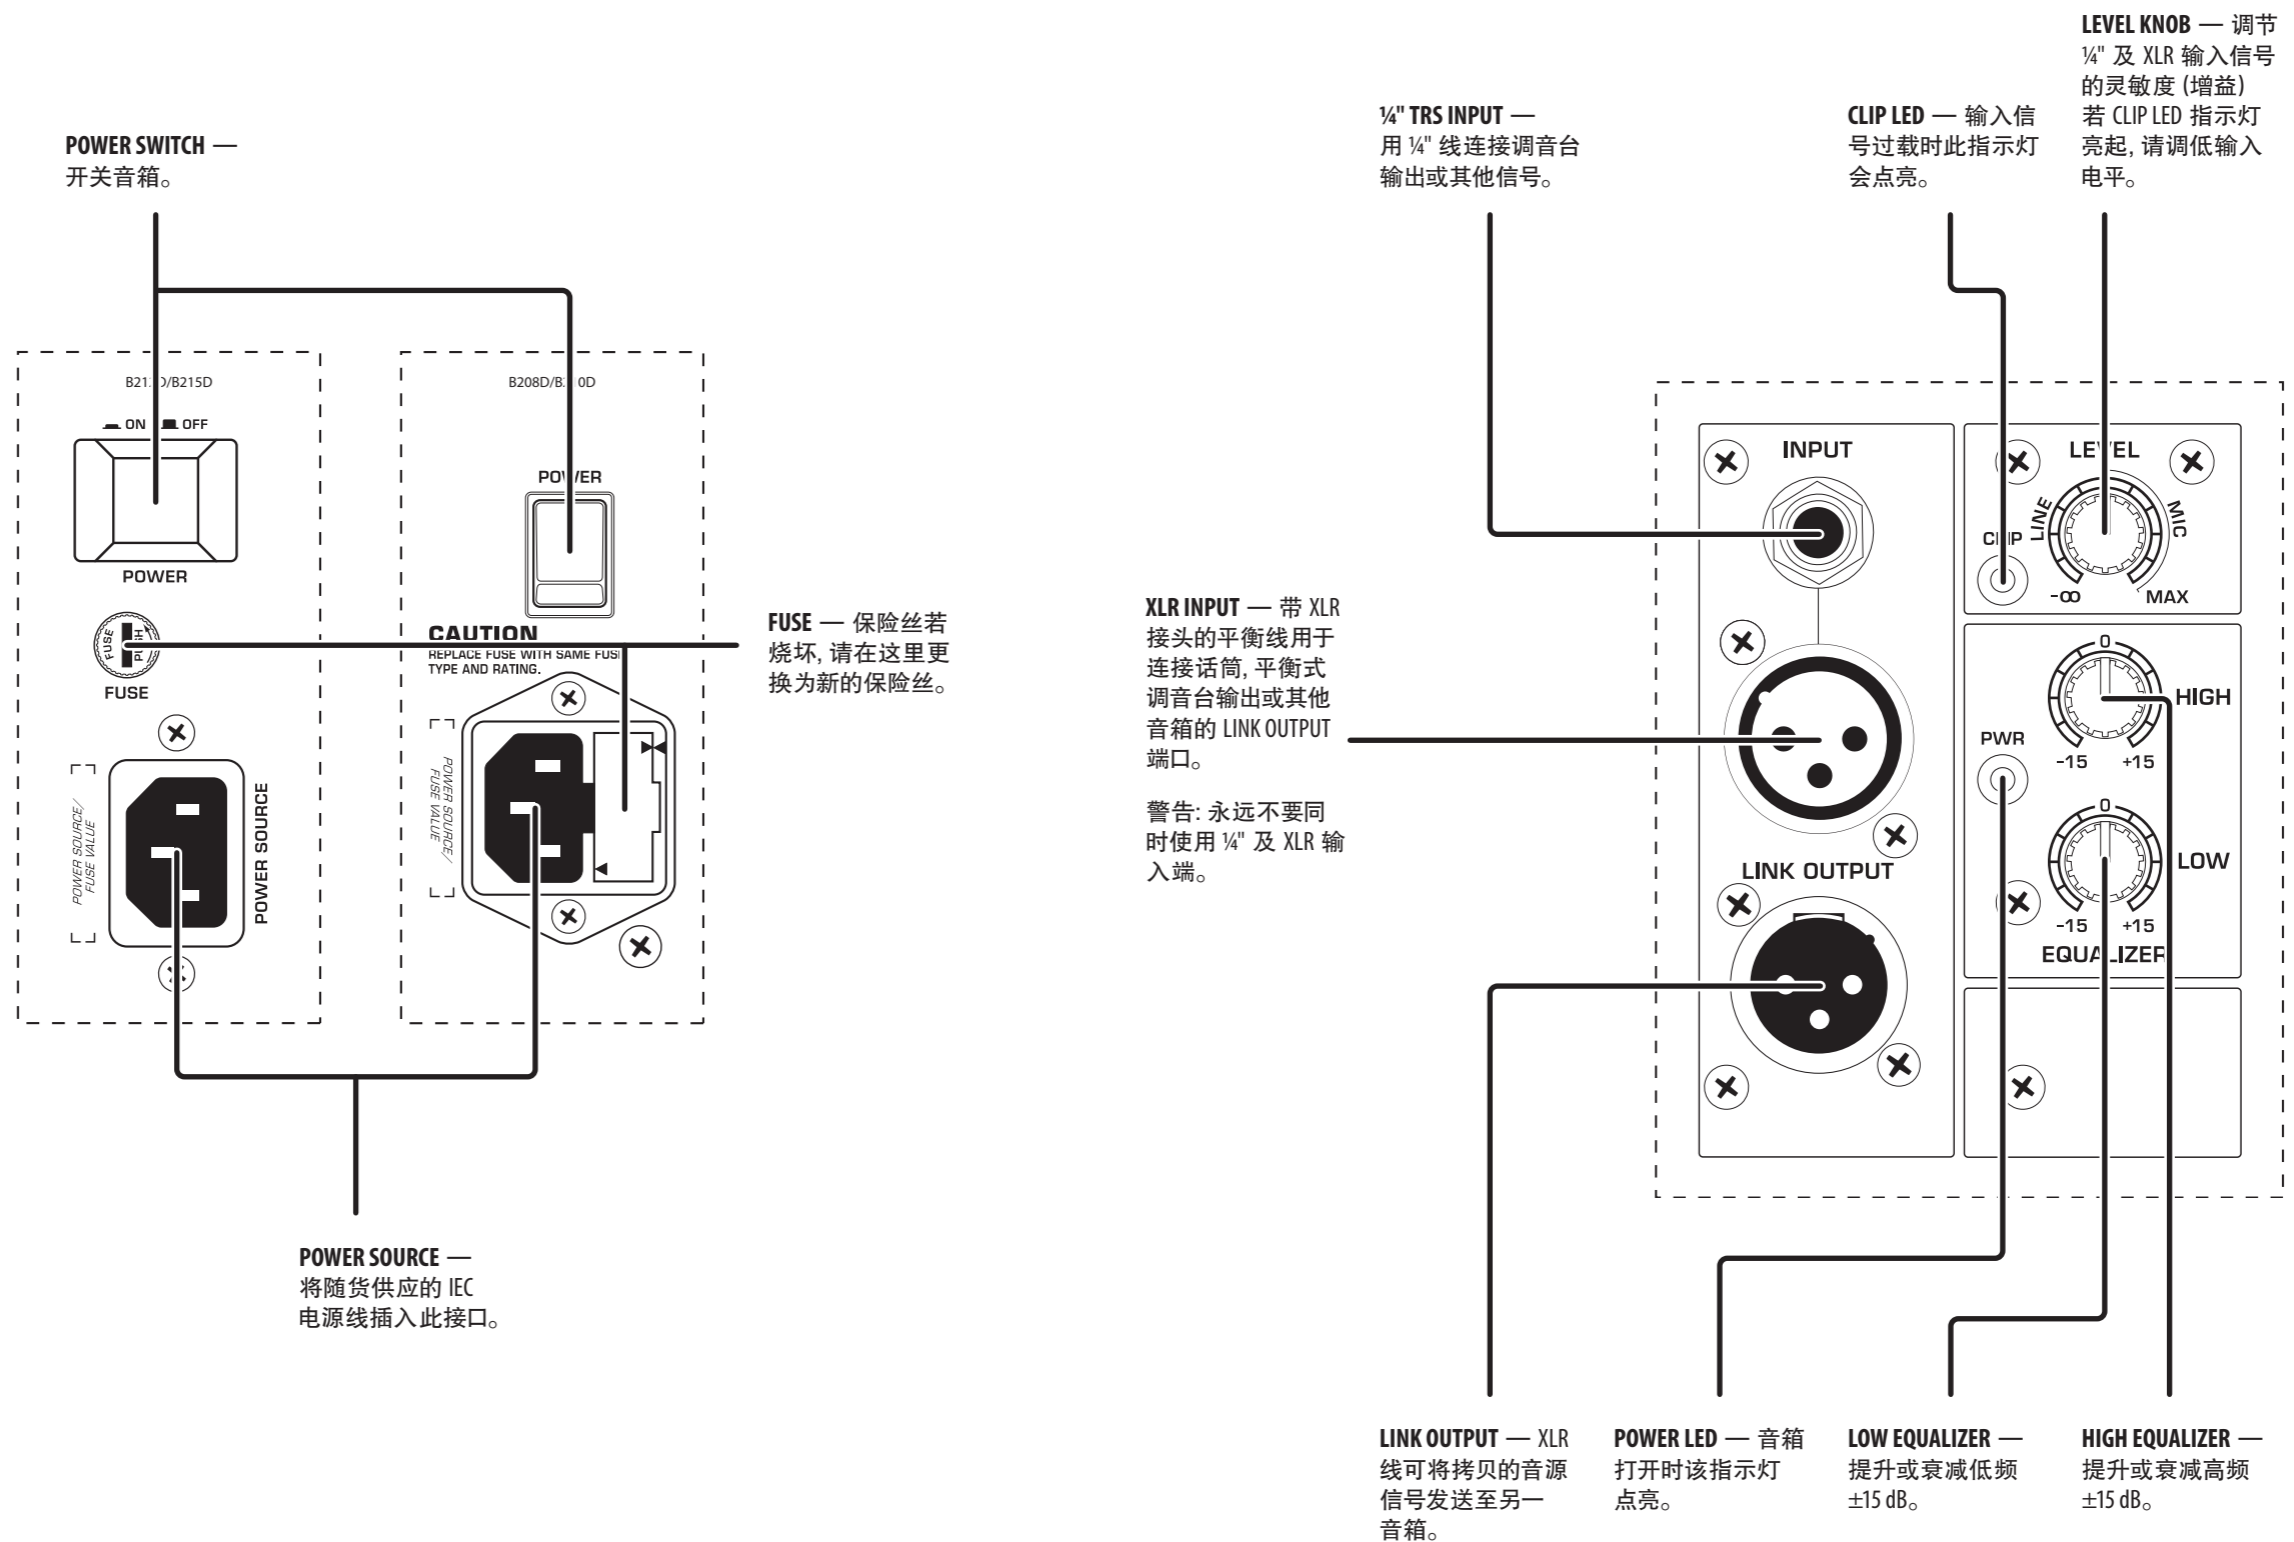 LEVEL KNOB — 调节
¼" 及 XLR 输入信号
的灵敏度 (增益)
若 CLIP LED 指示灯
亮起, 请调低输入
电平。
¼" TRS INPUT —
用 ¼" 线连接调音台
输出或其他信号。
CLIP LED — 输入信
号过载时此指示灯
会点亮。
POWER SWITCH —
开关音箱。
B208D/B210D
B212D/B215D
ON OFF
POWER
POWER
FUSE
PUSH
FUSE
CAUTION
REPLACE FUSE WITH SAME FUSE
TYPE AND RATING.
FUSE — 保险丝若
烧坏, 请在这里更
换为新的保险丝。
POWER SOURCE/
FUSE VALUE
POWER SOURCE
POWER SOURCE/
FUSE VALUE
POWER SOURCE —
将随货供应的 IEC
电源线插入此接口。
XLR INPUT — 带 XLR
接头的平衡线用于
连接话筒, 平衡式
调音台输出或其他
音箱的 LINK OUTPUT
端口。
警告: 永远不要同
时使用 ¼" 及 XLR 输
入端。
INPUT
LINK OUTPUT
LEVEL
LINE
MIC
CLIP
-∞
MAX
0
HIGH
-15 +15
PWR
0
LOW
-15 +15
EQUALIZER
LINK OUTPUT — XLR
线可将拷贝的音源
信号发送至另一
音箱。
POWER LED — 音箱
打开时该指示灯
点亮。
LOW EQUALIZER —
提升或衰减低频
±15 dB。
HIGH EQUALIZER —
提升或衰减高频
±15 dB。